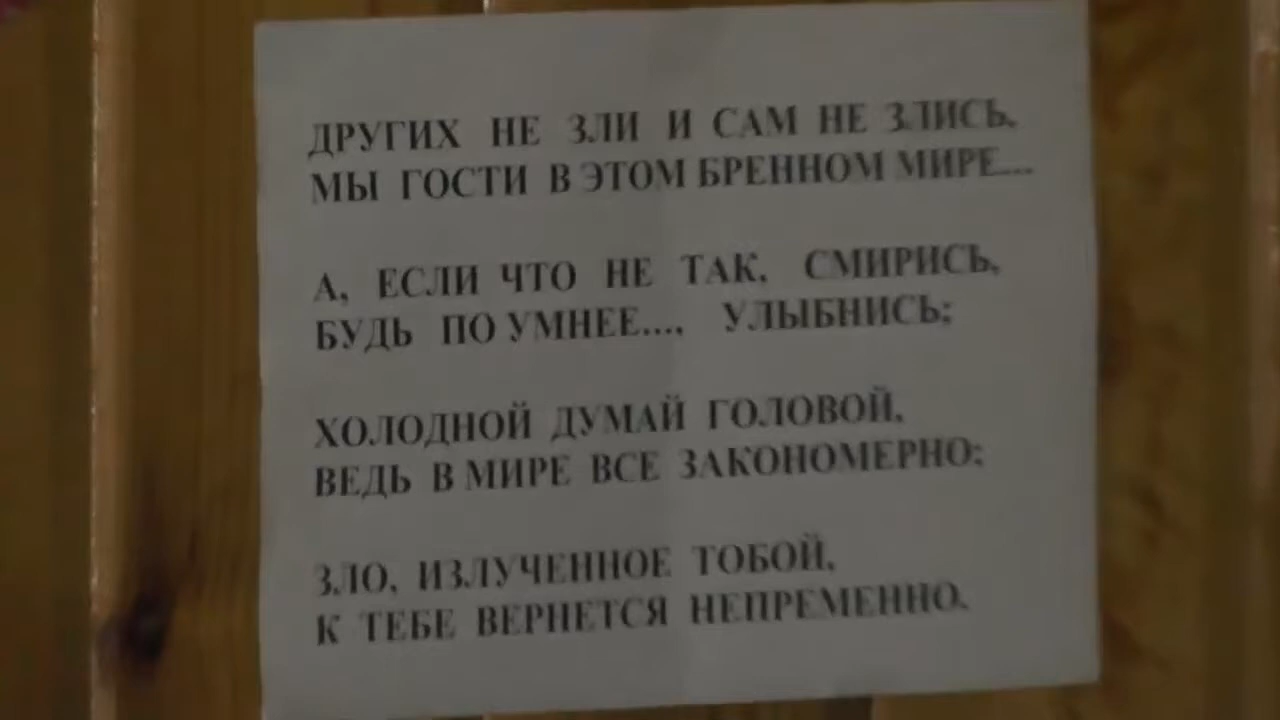 ДРУГИХ НЕ ЗЛИ И САМ НЕ ЗЛИСЬ,
МЫ ГОСТИ В ЭТОМ БРЕННОМ МИРЕ...
А, ЕСЛИ ЧТО НЕ ТАК, СМИРИСЬ,
БУДЬ ПО УМНЕЕ..., УЛЫБНИСЬ;
ХОЛОДНОЙ ДУМАЙ ГОЛОВОЙ,
ВЕДЬ В МИРЕ ВСЕ ЗАКОНОМЕРНО;
ЗЛО, ИЗЛУЧЕННОЕ ТОБОЙ,
К ТЕБЕ ВЕРНЕТСЯ НЕПРЕМЕННО.